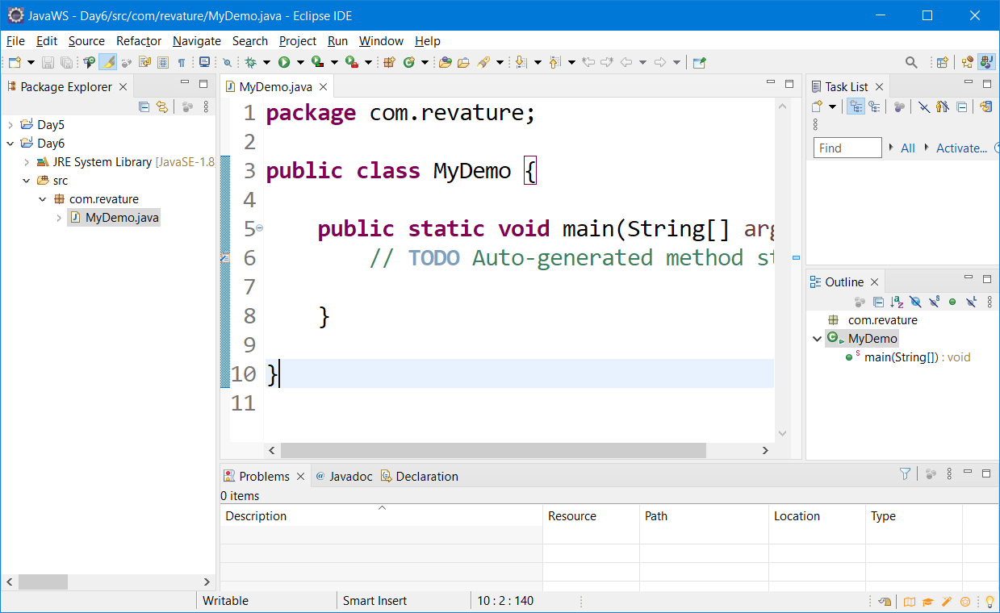 JavaWS - Day6/src/com/revature/MyDemo.java - Eclipse IDE
File Edit Source Refactor Navigate Search Project Run Window Help
Package Explorer
Day5
Day6
JRE System Library [JavaSE-1.8
src
com.revature
MyDemo.java
MyDemo.java
1 package com.revature;
2
3 public class MyDemo {
4
5 public static void main(String[] arg
6 // TODO Auto-generated method st
7
8 }
9
10 }
11
Task List
Find All Activate...
Outline
com.revature
MyDemo
main(String[]) : void
Problems Javadoc Declaration
0 items
Description Resource Path Location Type
Writable Smart Insert 10 : 2 : 140